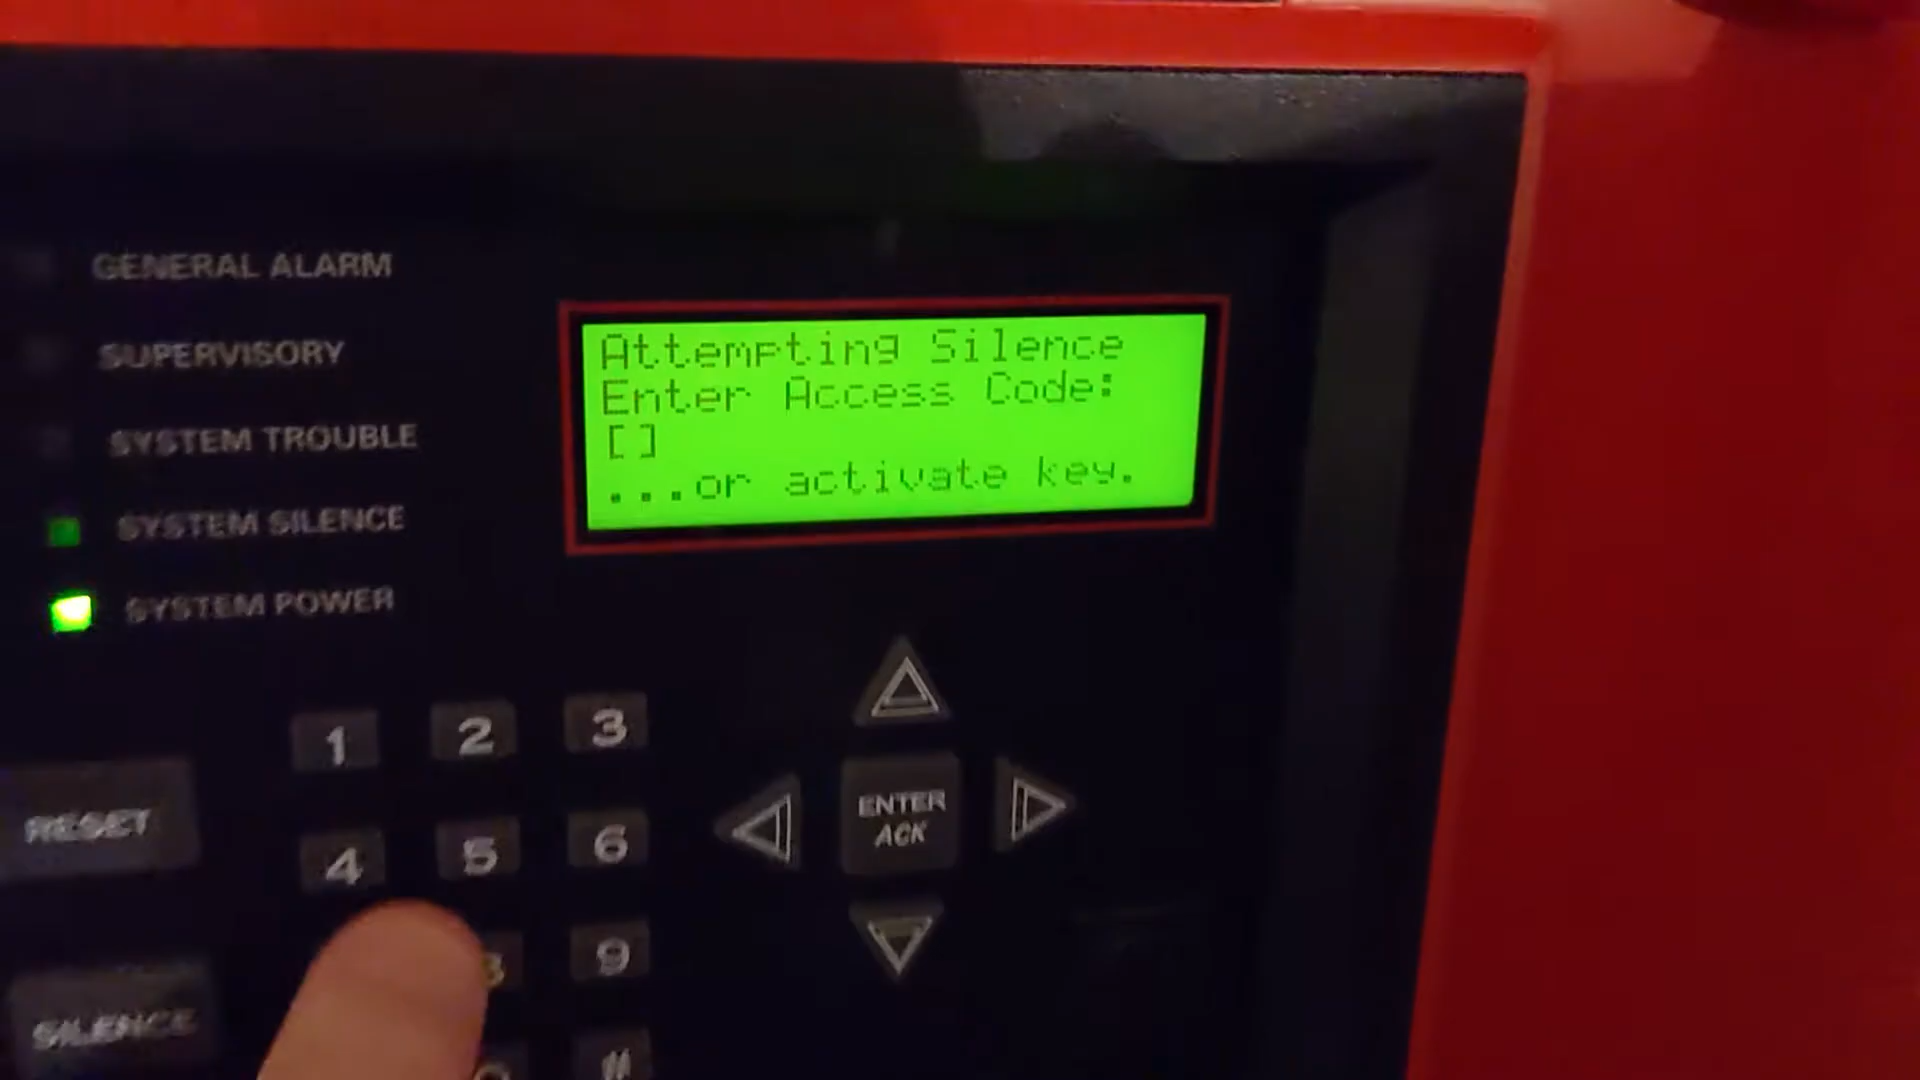 GENERAL ALARM
SUPERVISORY
SYSTEM TROUBLE
SYSTEM SILENCE
SYSTEM POWER
Attempting Silence
Enter Access Code:
[]
...or activate key.
1 2 3
4 5 6
8 9
#
RESET
SILENCE
ENTER
ACK